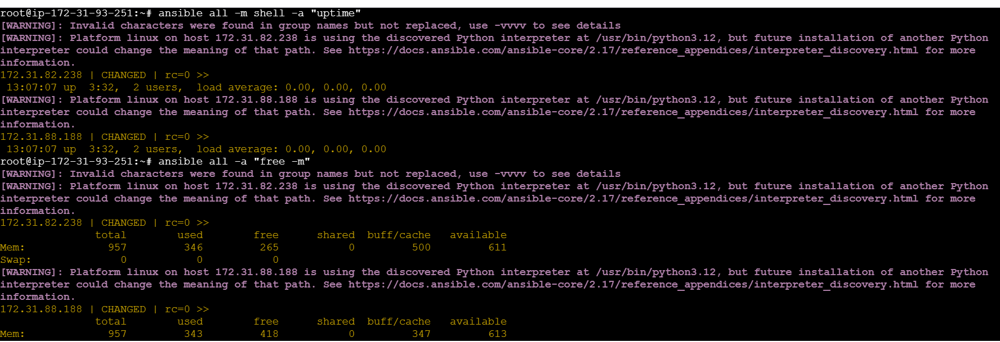 root@ip-172-31-93-251:~# ansible all -m shell -a "uptime"
[WARNING]: Invalid characters were found in group names but not replaced, use -vvvv to see details
[WARNING]: Platform linux on host 172.31.82.238 is using the discovered Python interpreter at /usr/bin/python3.12, but future installation of another Python
interpreter could change the meaning of that path. See https://docs.ansible.com/ansible-core/2.17/reference_appendices/interpreter_discovery.html for more
information.
172.31.82.238 | CHANGED | rc=0 >>
 13:07:07 up  3:32,  2 users,  load average: 0.00, 0.00, 0.00
[WARNING]: Platform linux on host 172.31.88.188 is using the discovered Python interpreter at /usr/bin/python3.12, but future installation of another Python
interpreter could change the meaning of that path. See https://docs.ansible.com/ansible-core/2.17/reference_appendices/interpreter_discovery.html for more
information.
172.31.88.188 | CHANGED | rc=0 >>
 13:07:07 up  3:32,  2 users,  load average: 0.00, 0.00, 0.00
root@ip-172-31-93-251:~# ansible all -a "free -m"
[WARNING]: Invalid characters were found in group names but not replaced, use -vvvv to see details
[WARNING]: Platform linux on host 172.31.82.238 is using the discovered Python interpreter at /usr/bin/python3.12, but future installation of another Python
interpreter could change the meaning of that path. See https://docs.ansible.com/ansible-core/2.17/reference_appendices/interpreter_discovery.html for more
information.
172.31.82.238 | CHANGED | rc=0 >>
               total        used        free      shared  buff/cache   available
Mem:             957         346         265           0         500         611
Swap:              0           0           0
[WARNING]: Platform linux on host 172.31.88.188 is using the discovered Python interpreter at /usr/bin/python3.12, but future installation of another Python
interpreter could change the meaning of that path. See https://docs.ansible.com/ansible-core/2.17/reference_appendices/interpreter_discovery.html for more
information.
172.31.88.188 | CHANGED | rc=0 >>
               total        used        free      shared  buff/cache   available
Mem:             957         343         418           0         347         613